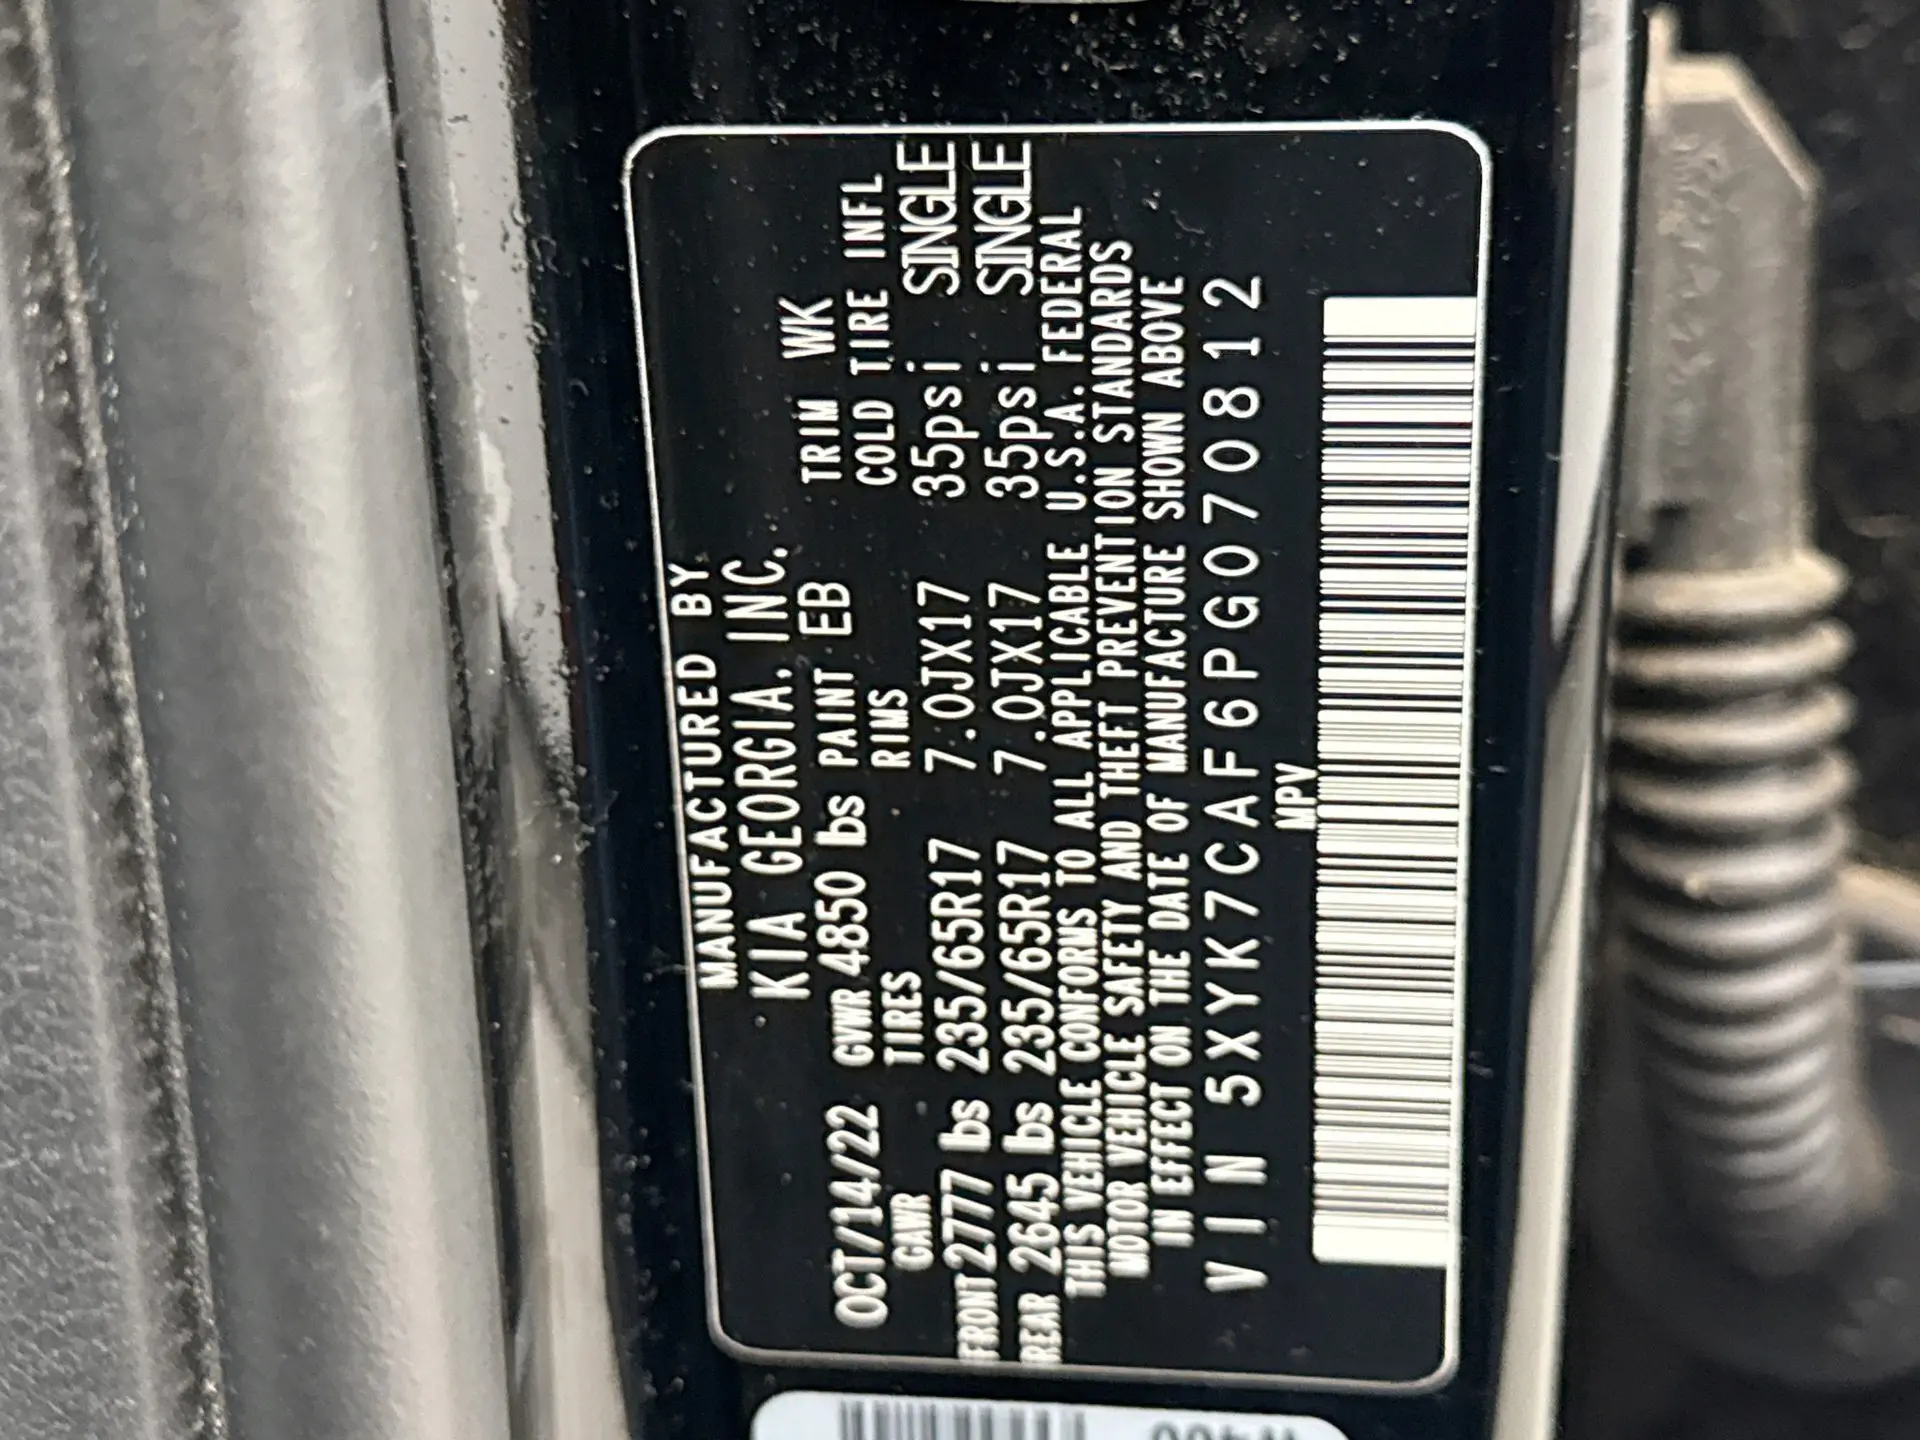 MANUFACTURED BY
KIA GEORGIA, INC.
OCT/14/22 GVWR 4850 lbs PAINT EB TRIM WK
GAWR TIRES RIMS COLD TIRE INFL
FRONT 2777 lbs 235/65R17 7.0JX17 35psi SINGLE
REAR 2645 lbs 235/65R17 7.0JX17 35psi SINGLE
THIS VEHICLE CONFORMS TO ALL APPLICABLE U.S.A. FEDERAL
MOTOR VEHICLE SAFETY AND THEFT PREVENTION STANDARDS
IN EFFECT ON THE DATE OF MANUFACTURE SHOWN ABOVE
VIN 5XYK7CAF6PG070812
MPV